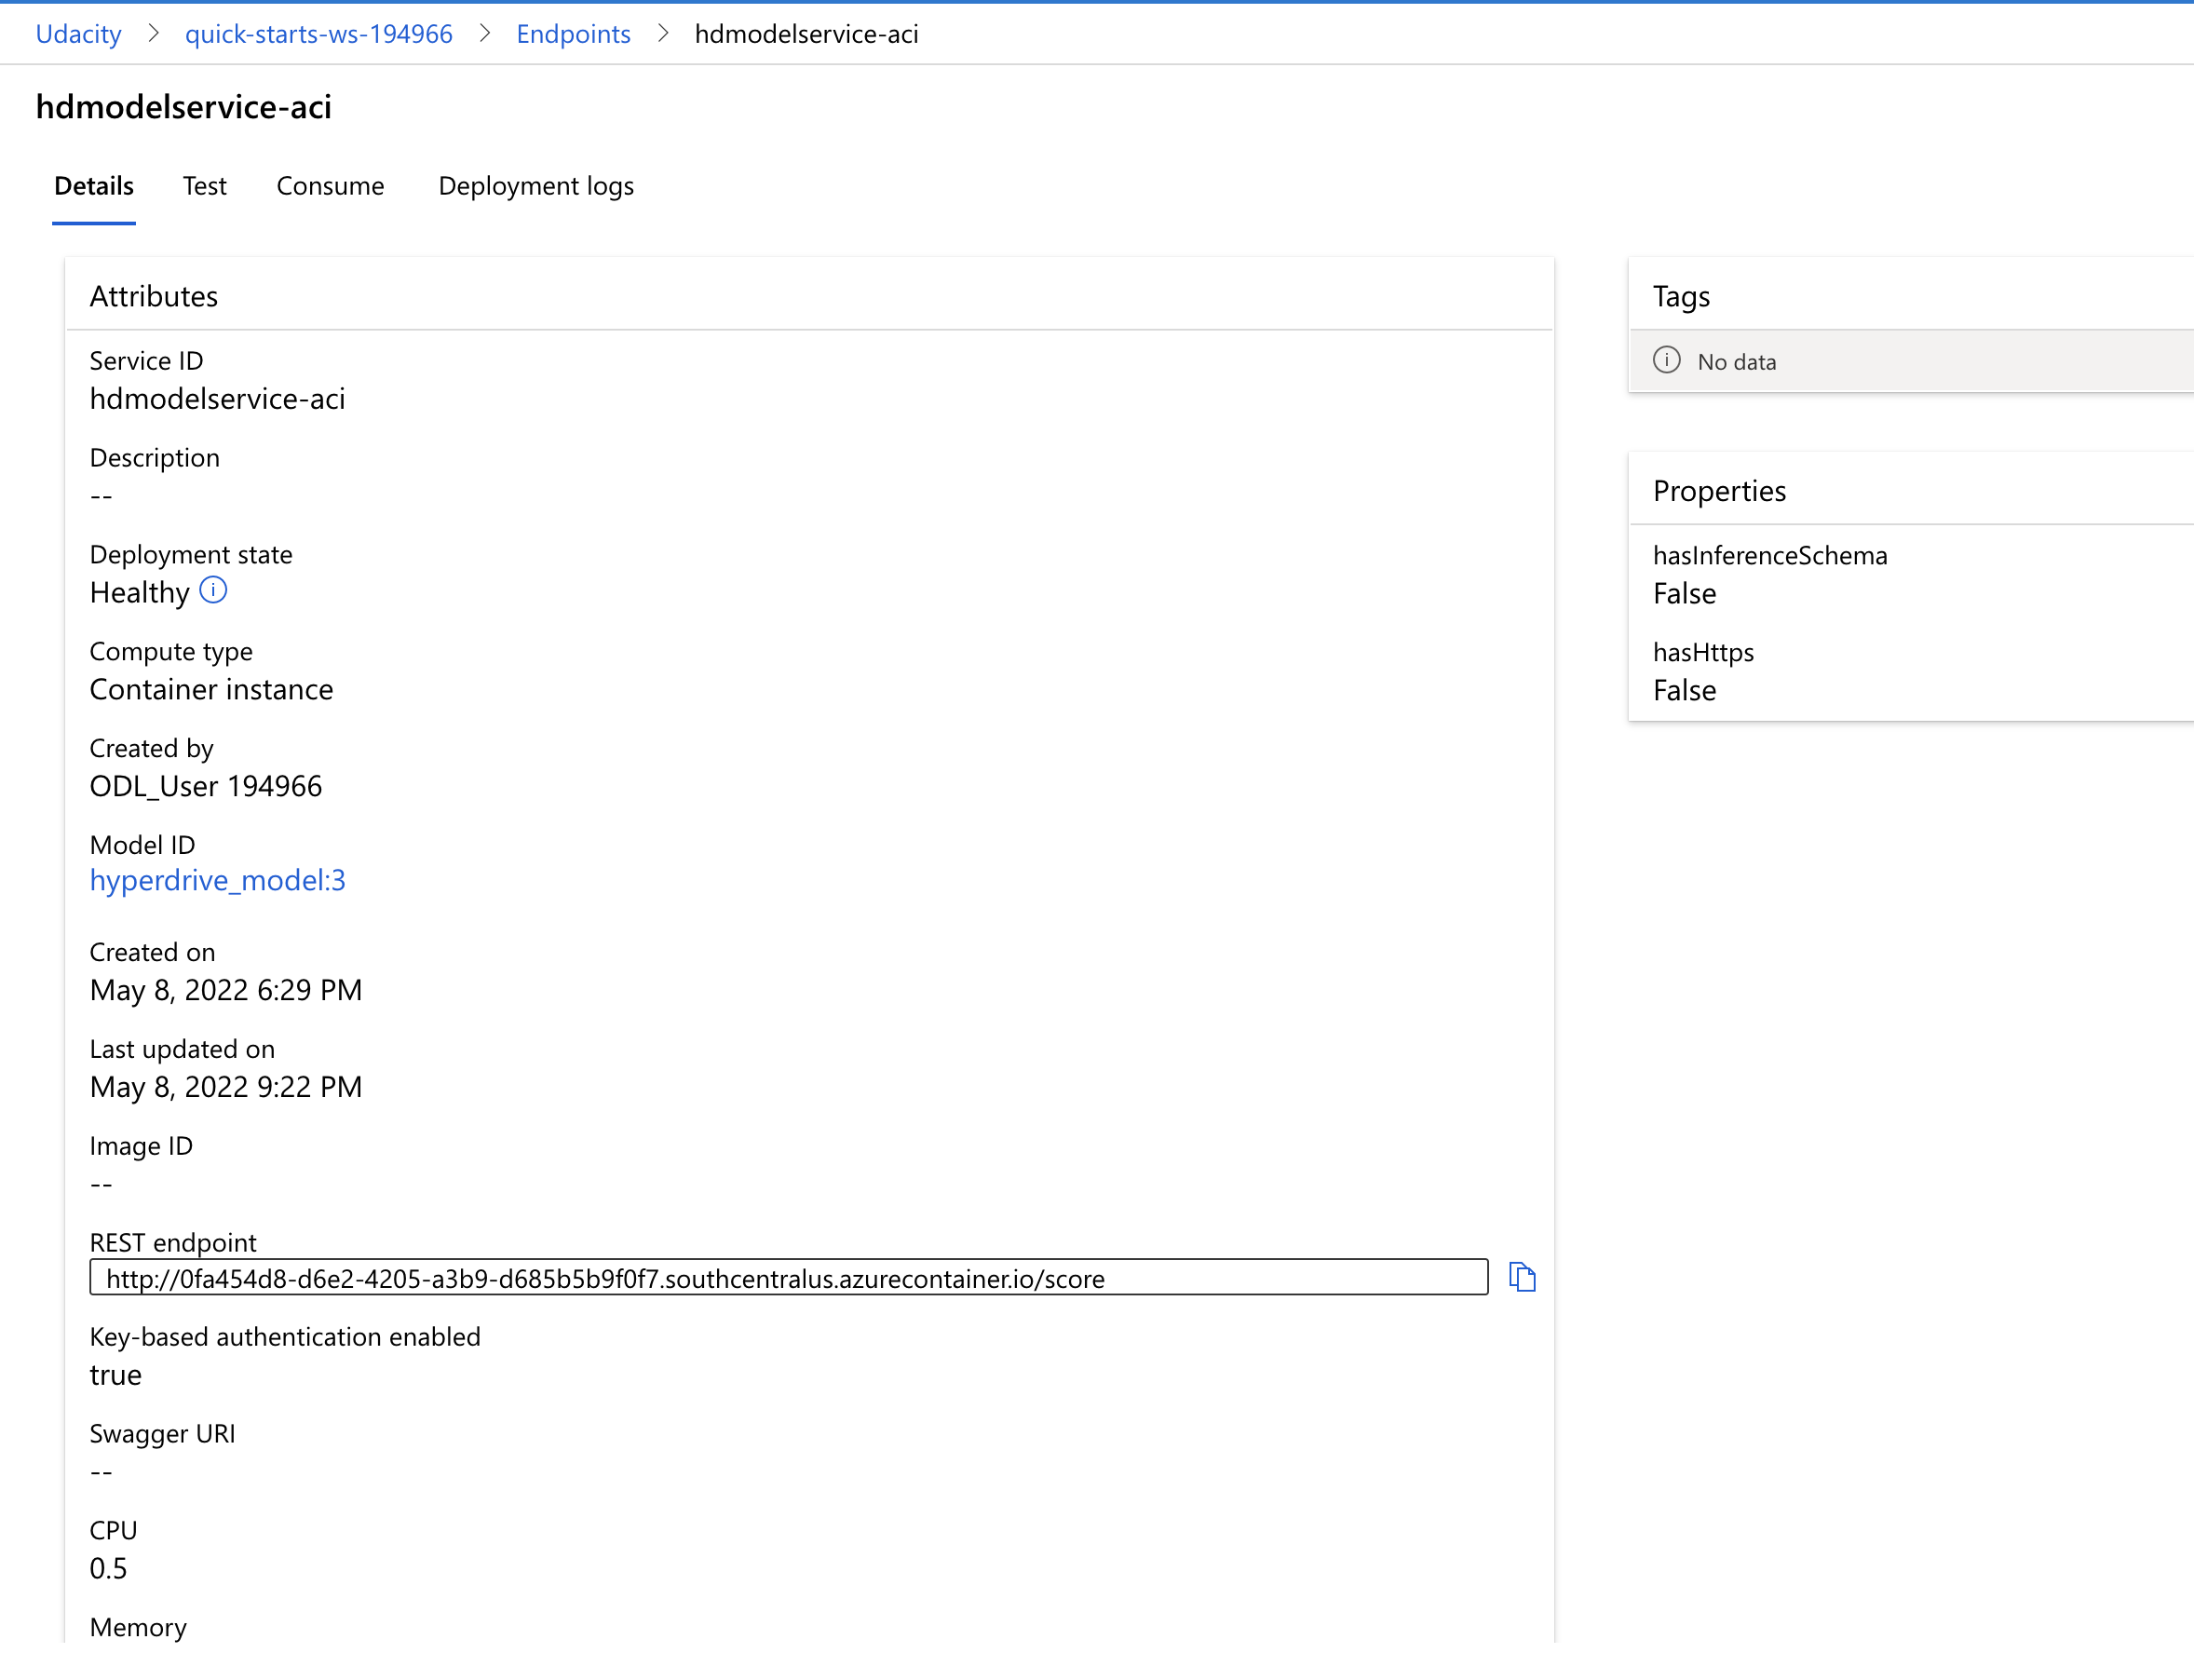 Udacity > quick-starts-ws-194966 > Endpoints > hdmodelservice-aci
hdmodelservice-aci
Details Test Consume Deployment logs
Attributes
Service ID
hdmodelservice-aci
Description
--
Deployment state
Healthy
Compute type
Container instance
Created by
ODL_User 194966
Model ID
hyperdrive_model:3
Created on
May 8, 2022 6:29 PM
Last updated on
May 8, 2022 9:22 PM
Image ID
--
REST endpoint
http://0fa454d8-d6e2-4205-a3b9-d685b5b9f0f7.southcentralus.azurecontainer.io/score
Key-based authentication enabled
true
Swagger URI
--
CPU
0.5
Memory
Tags
No data
Properties
hasInferenceSchema
False
hasHttps
False